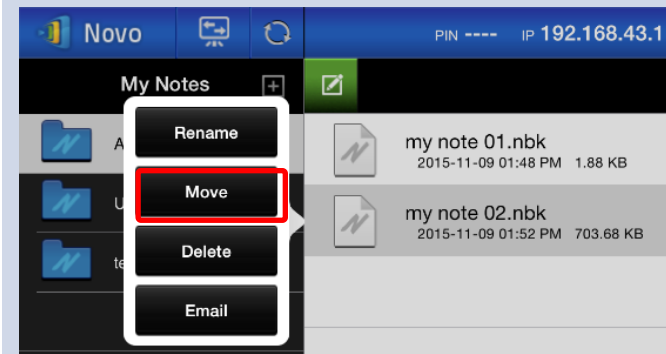 Novo
PIN ---- IP 192.168.43.1
My Notes
A
Rename
Move
U
Delete
te
Email
my note 01.nbk
2015-11-09 01:48 PM 1.88 KB
my note 02.nbk
2015-11-09 01:52 PM 703.68 KB